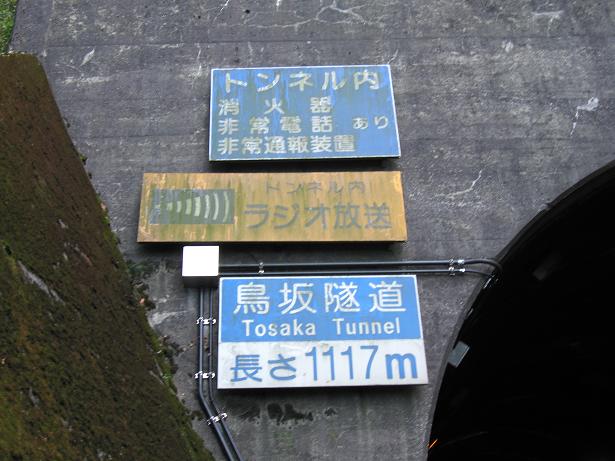 トンネル内
消火器
非常電話 あり
非常通報装置
トンネル内
ラジオ放送
鳥坂隧道
Tosaka Tunnel
長さ1117m